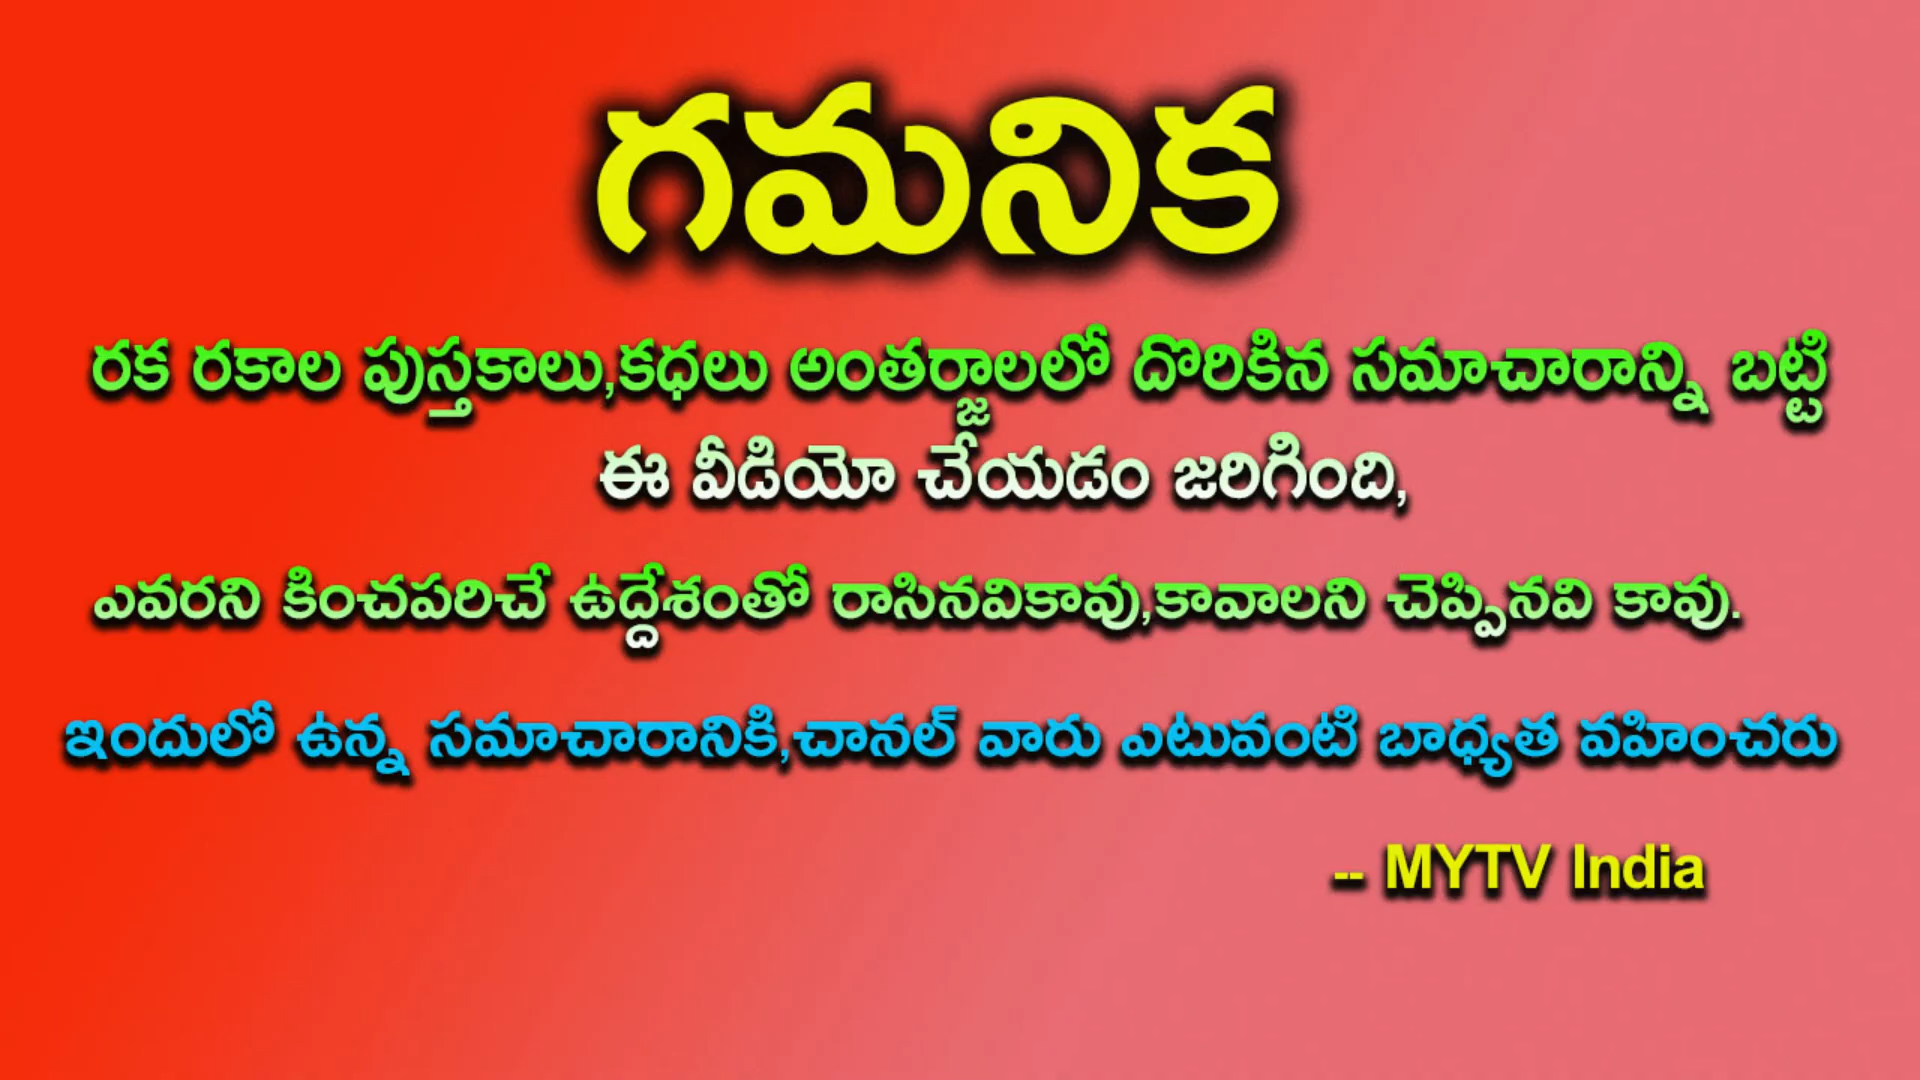 గమనిక
రక రకాల పుస్తకాలు,కధలు అంతర్జాలలో దొరికిన సమాచారాన్ని బట్టి
ఈ వీడియో చేయడం జరిగింది,
ఎవరని కించపరిచే ఉద్దేశంతో రాసినవికావు,కావాలని చెప్పినవి కావు.
ఇందులో ఉన్న సమాచారానికి,చానల్ వారు ఎటువంటి బాధ్యత వహించరు
-- MYTV India